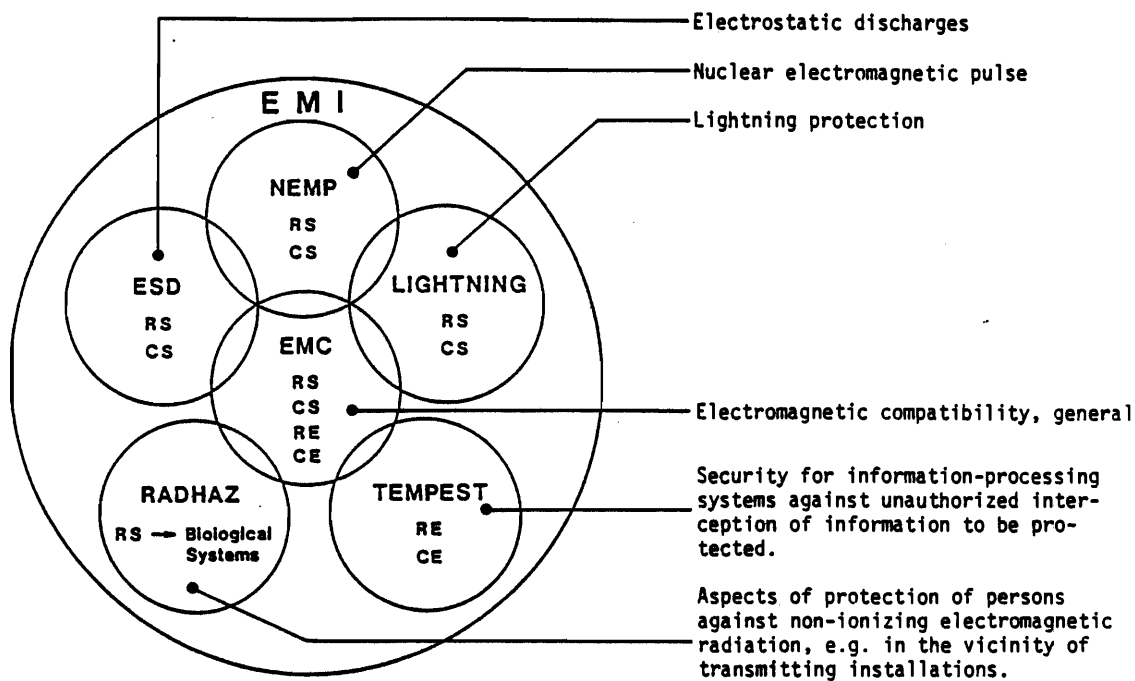 Electrostatic discharges
Nuclear electromagnetic pulse
Lightning protection
EMI
NEMP
RS
CS
ESD
RS
CS
LIGHTNING
RS
CS
EMC
RS
CS
RE
CE
Electromagnetic compatibility, general
RADHAZ
RS → Biological
Systems
TEMPEST
RE
CE
Security for information-processing
systems against unauthorized inter-
ception of information to be pro-
tected.
Aspects of protection of persons
against non-ionizing electromagnetic
radiation, e.g. in the vicinity of
transmitting installations.